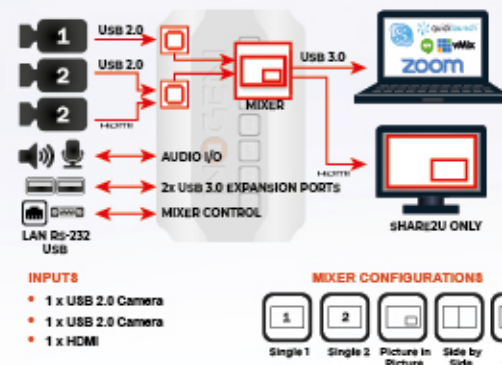 1
USB 2.0
2
USB 2.0
2
HDMI
MIXER
USB 3.0
HDMI
S
QuickLaunch
vMix
zoom
SHARE2U ONLY
AUDIO I/O
2x USB 3.0 EXPANSION PORTS
MIXER CONTROL
LAN RS-232
USB
INPUTS
• 1 x USB 2.0 Camera
• 1 x USB 2.0 Camera
• 1 x HDMI
MIXER CONFIGURATIONS
1
2
Single 1
Single 2
Picture in
Picture
Side by
Side